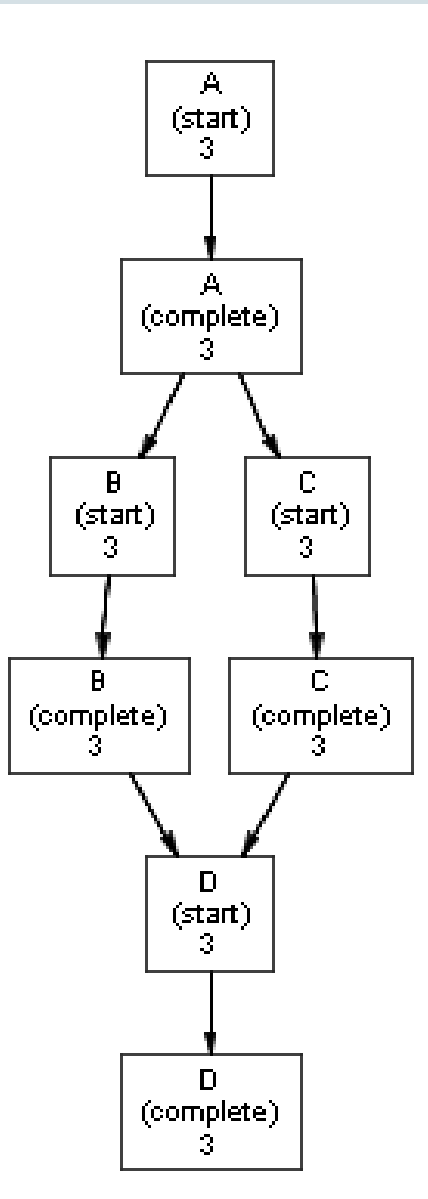 A
(start)
3
A
(complete)
3
B
(start)
3
C
(start)
3
B
(complete)
3
C
(complete)
3
D
(start)
3
D
(complete)
3